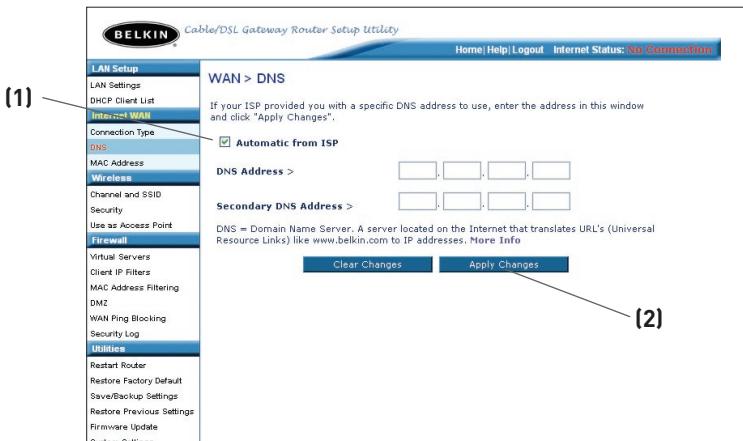 BELKIN
Cable/DSL Gateway Router Setup Utility
Home|Help|Logout Internet Status: No Connection
LAN Setup
LAN Settings
DHCP Client List
Internet WAN
Connection Type
DNS
MAC Address
Wireless
Channel and SSID
Security
Use as Access Point
Firewall
Virtual Servers
Client IP Filters
MAC Address Filtering
DMZ
WAN Ping Blocking
Security Log
Utilities
Restart Router
Restore Factory Default
Save/Backup Settings
Restore Previous Settings
Firmware Update
System Settings
(1)
WAN > DNS
If your ISP provided you with a specific DNS address to use, enter the address in this window
and click "Apply Changes".
Automatic from ISP
DNS Address >
. . .
Secondary DNS Address >
. . .
DNS = Domain Name Server. A server located on the Internet that translates URL's (Universal
Resource Links) like www.belkin.com to IP addresses. More Info
Clear Changes
Apply Changes
(2)